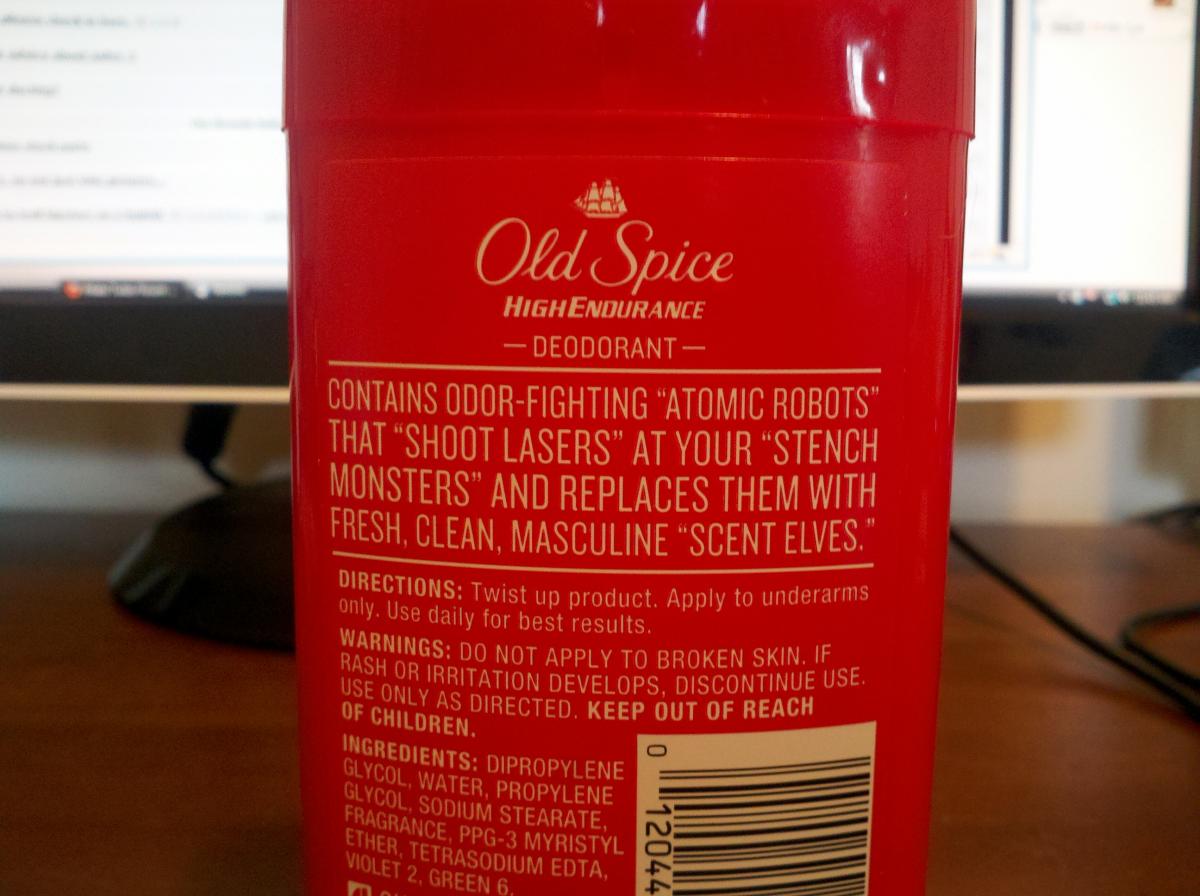 Old Spice
HIGHENDURANCE
— DEODORANT —
CONTAINS ODOR-FIGHTING “ATOMIC ROBOTS”
THAT “SHOOT LASERS” AT YOUR “STENCH
MONSTERS” AND REPLACES THEM WITH
FRESH, CLEAN, MASCULINE “SCENT ELVES.”
DIRECTIONS: Twist up product. Apply to underarms
only. Use daily for best results.
WARNINGS: DO NOT APPLY TO BROKEN SKIN. IF
RASH OR IRRITATION DEVELOPS, DISCONTINUE USE.
USE ONLY AS DIRECTED. KEEP OUT OF REACH
OF CHILDREN.
INGREDIENTS: DIPROPYLENE
GLYCOL, WATER, PROPYLENE
GLYCOL, SODIUM STEARATE,
FRAGRANCE, PPG-3 MYRISTYL
ETHER, TETRASODIUM EDTA,
VIOLET 2, GREEN 6.
0 12044